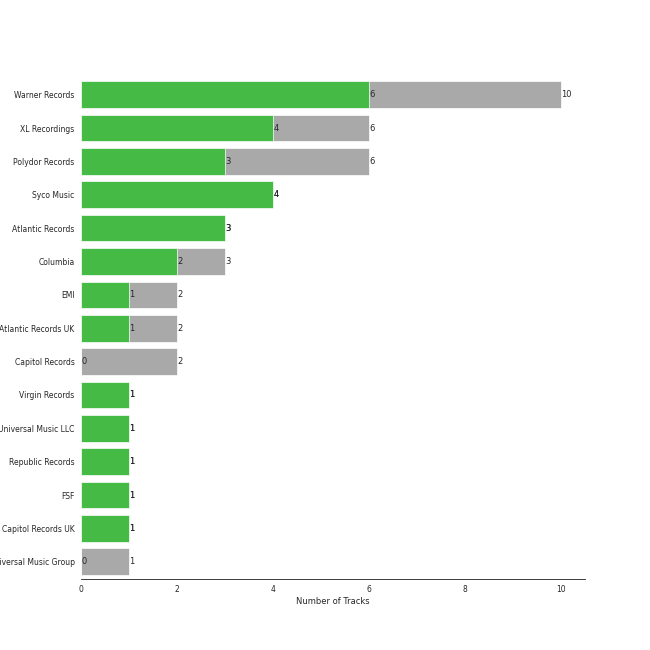 Warner Records 6 10
XL Recordings 4 6
Polydor Records 3 6
Syco Music 4
Atlantic Records 3
Columbia 2 3
EMI 1 2
Atlantic Records UK 1 2
Capitol Records 0 2
Virgin Records 1
Universal Music LLC 1
Republic Records 1
FSF 1
Capitol Records UK 1
iversal Music Group 0 1
0 2 4 6 8 10
Number of Tracks